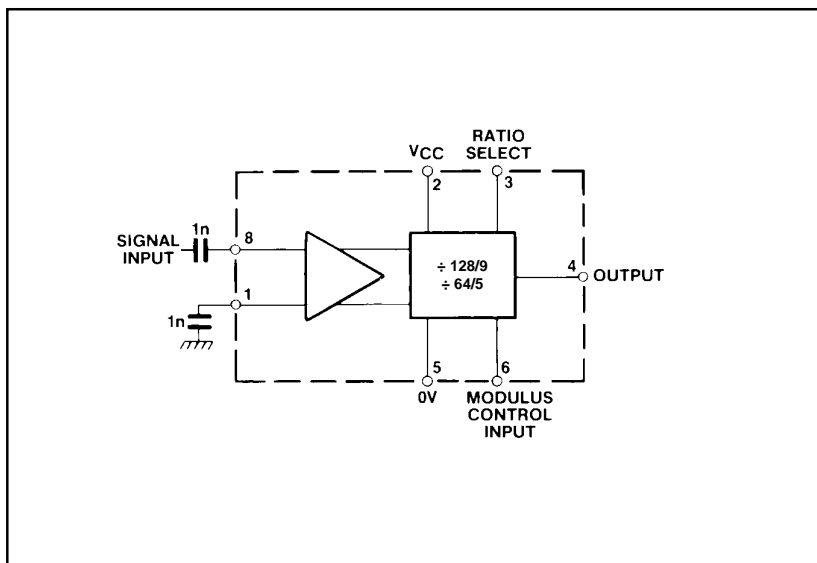 VCC
RATIO
SELECT
2
3
1n
SIGNAL
INPUT
8
÷ 128/9
÷ 64/5
4
OUTPUT
1
1n
5
6
0V
MODULUS
CONTROL
INPUT